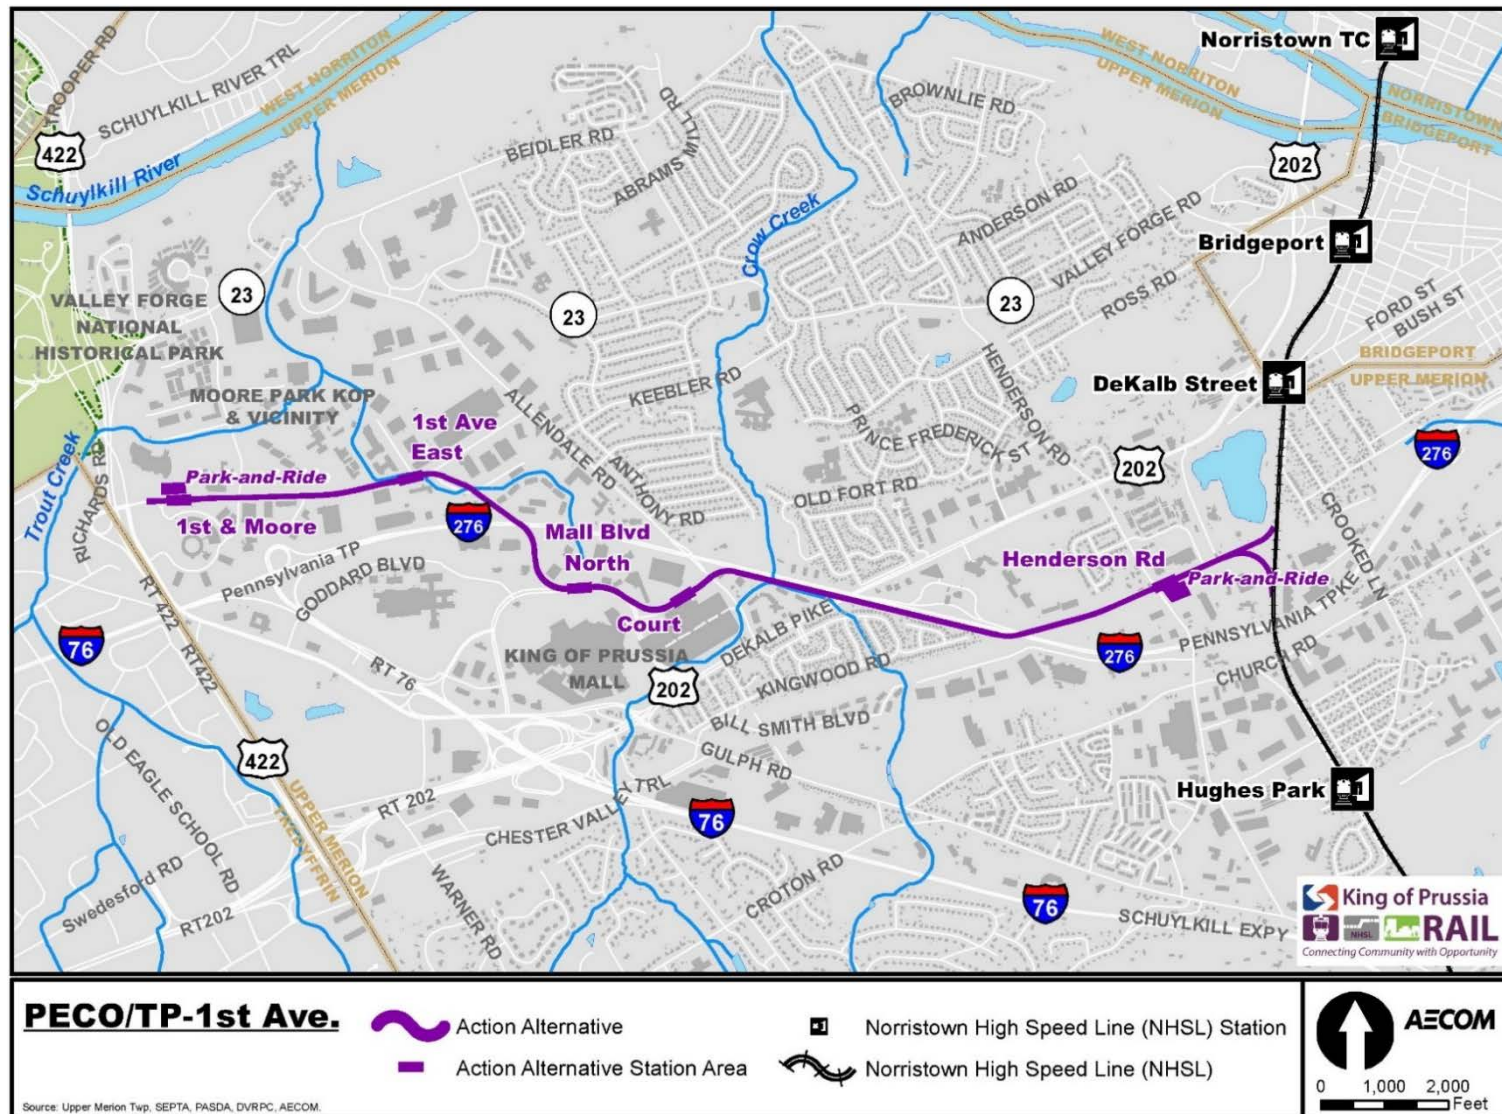 Norristown TC
TROOPER RD
SCHUYLKILL RIVER TRL
WEST NORRITON
UPPER MERION
WEST NORRITON
UPPER MERION
NORRISTOWN
BRIDGEPORT
422
BROWNLIE RD
BEIDLER RD
ABRAMS MILL RD
202
Schuylkill River
Crow Creek
ANDERSON RD
VALLEY FORGE RD
Bridgeport
23
23
23
VALLEY FORGE
NATIONAL
HISTORICAL PARK
ROSS RD
FORD ST
BUSH ST
BRIDGEPORT
UPPER MERION
HENDERSON RD
DeKalb Street
KEEBLER RD
MOORE PARK KOP
& VICINITY
ALLENDALE RD
1st Ave
East
PRINCE FREDERICK ST
276
202
ANTHONY RD
OLD FORT RD
Trout Creek
RICHARDS RD
Park-and-Ride
1st & Moore
276
CROOKED LN
Mall Blvd
North
Henderson Rd
Park-and-Ride
Pennsylvania TP
GODDARD BLVD
RT 422
Court
DEKALB PIKE
PENNSYLVANIA TPKE
CHURCH RD
76
276
RT422
RT 76
KING OF PRUSSIA
MALL
202
KINGWOOD RD
BILL SMITH BLVD
GULPH RD
OLD EAGLE SCHOOL RD
422
UPPER MERION
TREDYFFRIN
RT 202
CHESTER VALLEY TRL
76
Hughes Park
Swedesford RD
RT202
WARNER RD
CROTON RD
76
SCHUYLKILL EXPY
King of Prussia
NHSL
RAIL
Connecting Community with Opportunity
PECO/TP-1st Ave.
Action Alternative
Action Alternative Station Area
Norristown High Speed Line (NHSL) Station
Norristown High Speed Line (NHSL)
AECOM
0 1,000 2,000
Feet
Source: Upper Merion Twp, SEPTA, PASDA, DVRPC, AECOM.